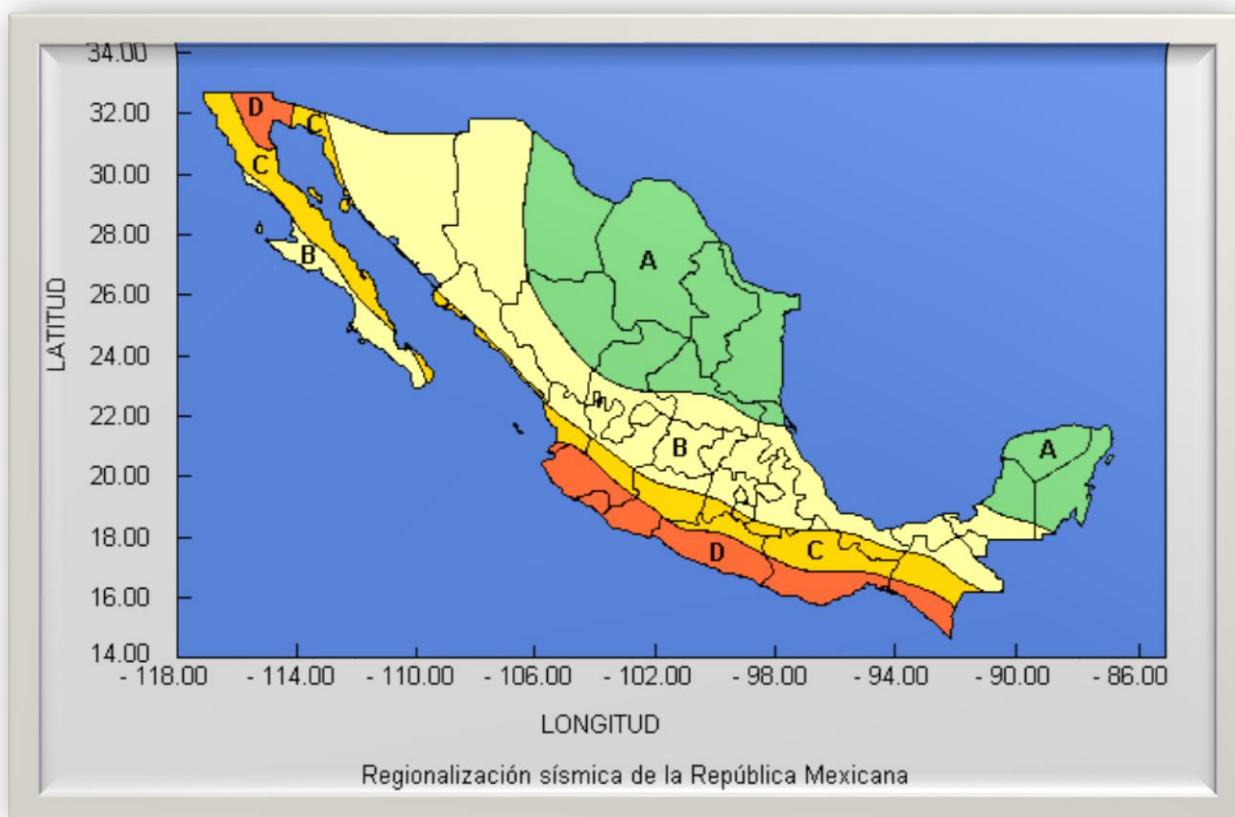 34.00
32.00
30.00
28.00
26.00
24.00
22.00
20.00
18.00
16.00
14.00
LATITUD
D
C
C
B
A
A
B
D
C
- 118.00 - 114.00 - 110.00 - 106.00 - 102.00 - 98.00 - 94.00 - 90.00 - 86.00
LONGITUD
Regionalización sísmica de la República Mexicana